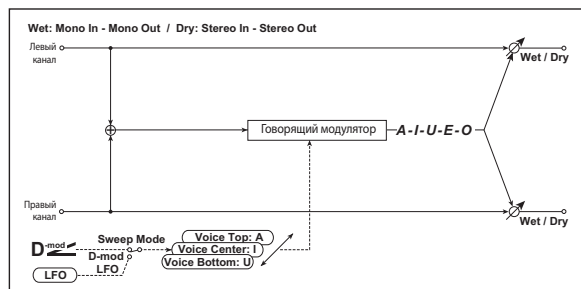 Wet: Mono In - Mono Out / Dry: Stereo In - Stereo Out
Левый
канал
Wet / Dry
Говорящий модулятор
A-I-U-E-O
Правый
канал
Wet / Dry
Sweep Mode
D-mod
D-mod
LFO
LFO
Voice Top: A
Voice Center: I
Voice Bottom: U